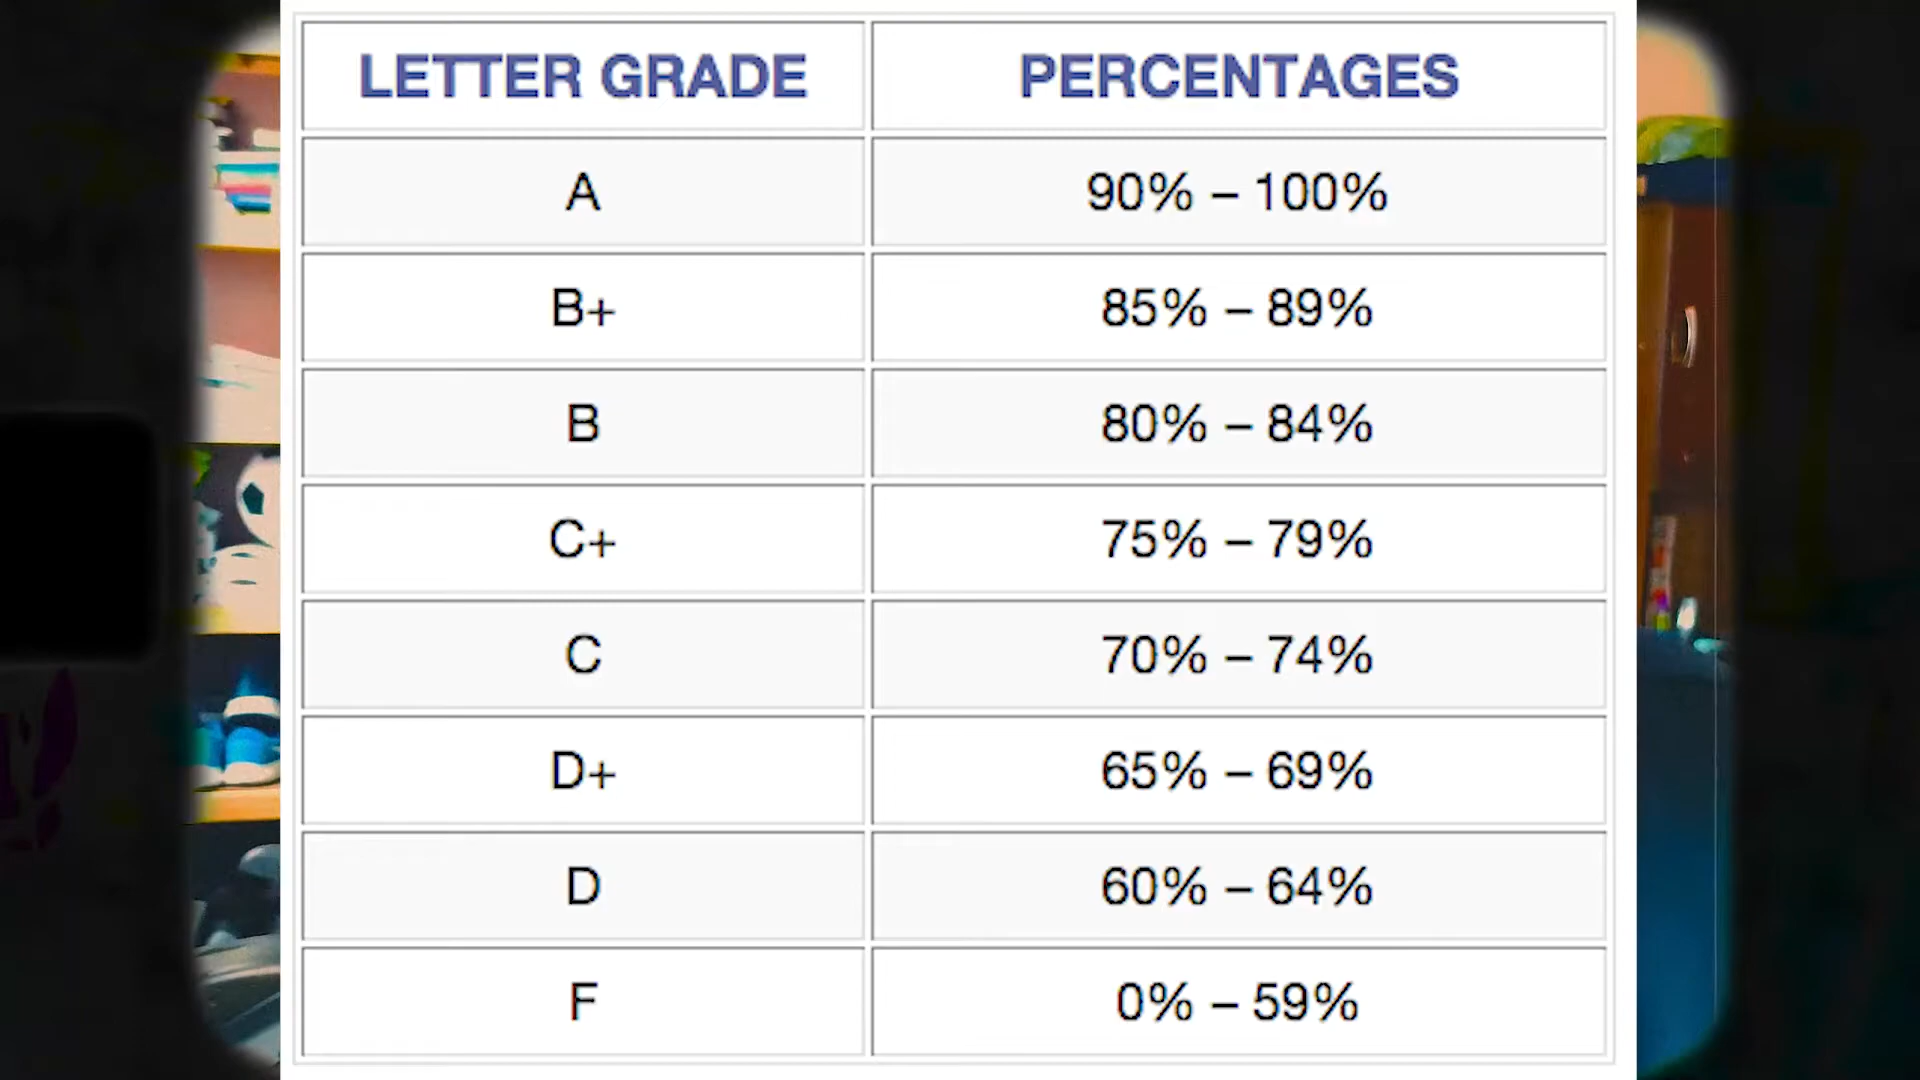 LETTER GRADE PERCENTAGES
A 90% – 100%
B+ 85% – 89%
B 80% – 84%
C+ 75% – 79%
C 70% – 74%
D+ 65% – 69%
D 60% – 64%
F 0% – 59%